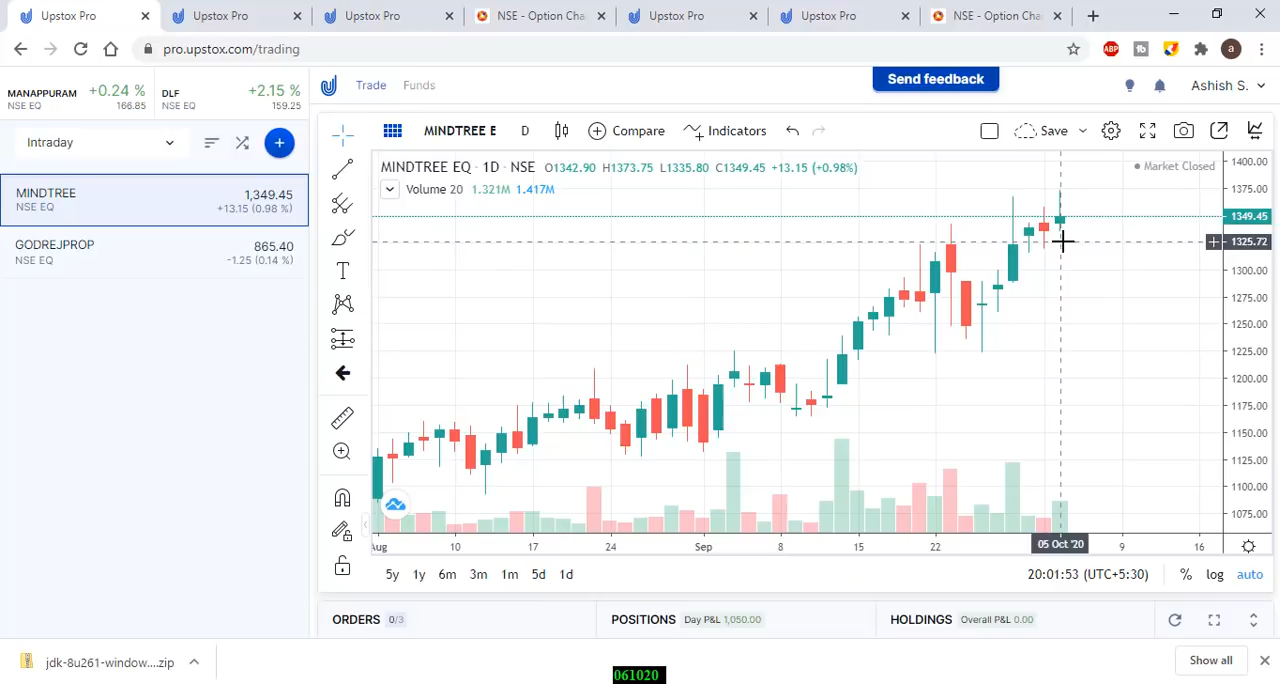 Upstox Pro
Upstox Pro
Upstox Pro
NSE - Option Cha
Upstox Pro
Upstox Pro
NSE - Option Cha
pro.upstox.com/trading
ABP
tb
a
MANAPPURAM
NSE EQ
+0.24 %
166.85
DLF
NSE EQ
+2.15 %
159.25
Trade
Funds
Send feedback
Ashish S.
Intraday
MINDTREE E
D
Compare
Indicators
Save
MINDTREE
NSE EQ
1,349.45
+13.15 (0.98 %)
GODREJPROP
NSE EQ
865.40
-1.25 (0.14 %)
MINDTREE EQ · 1D · NSE O1342.90 H1373.75 L1335.80 C1349.45 +13.15 (+0.98%)
Market Closed
Volume 20 1.321M 1.417M
1400.00
1375.00
1349.45
1325.72
1300.00
1275.00
1250.00
1225.00
1200.00
1175.00
1150.00
1125.00
1100.00
1075.00
Aug 10 17 24 Sep 8 15 22 05 Oct '20 9 16
5y 1y 6m 3m 1m 5d 1d
20:01:53 (UTC+5:30) % log auto
ORDERS 0/3
POSITIONS Day P&L 1,050.00
HOLDINGS Overall P&L 0.00
jdk-8u261-window....zip
Show all
061020